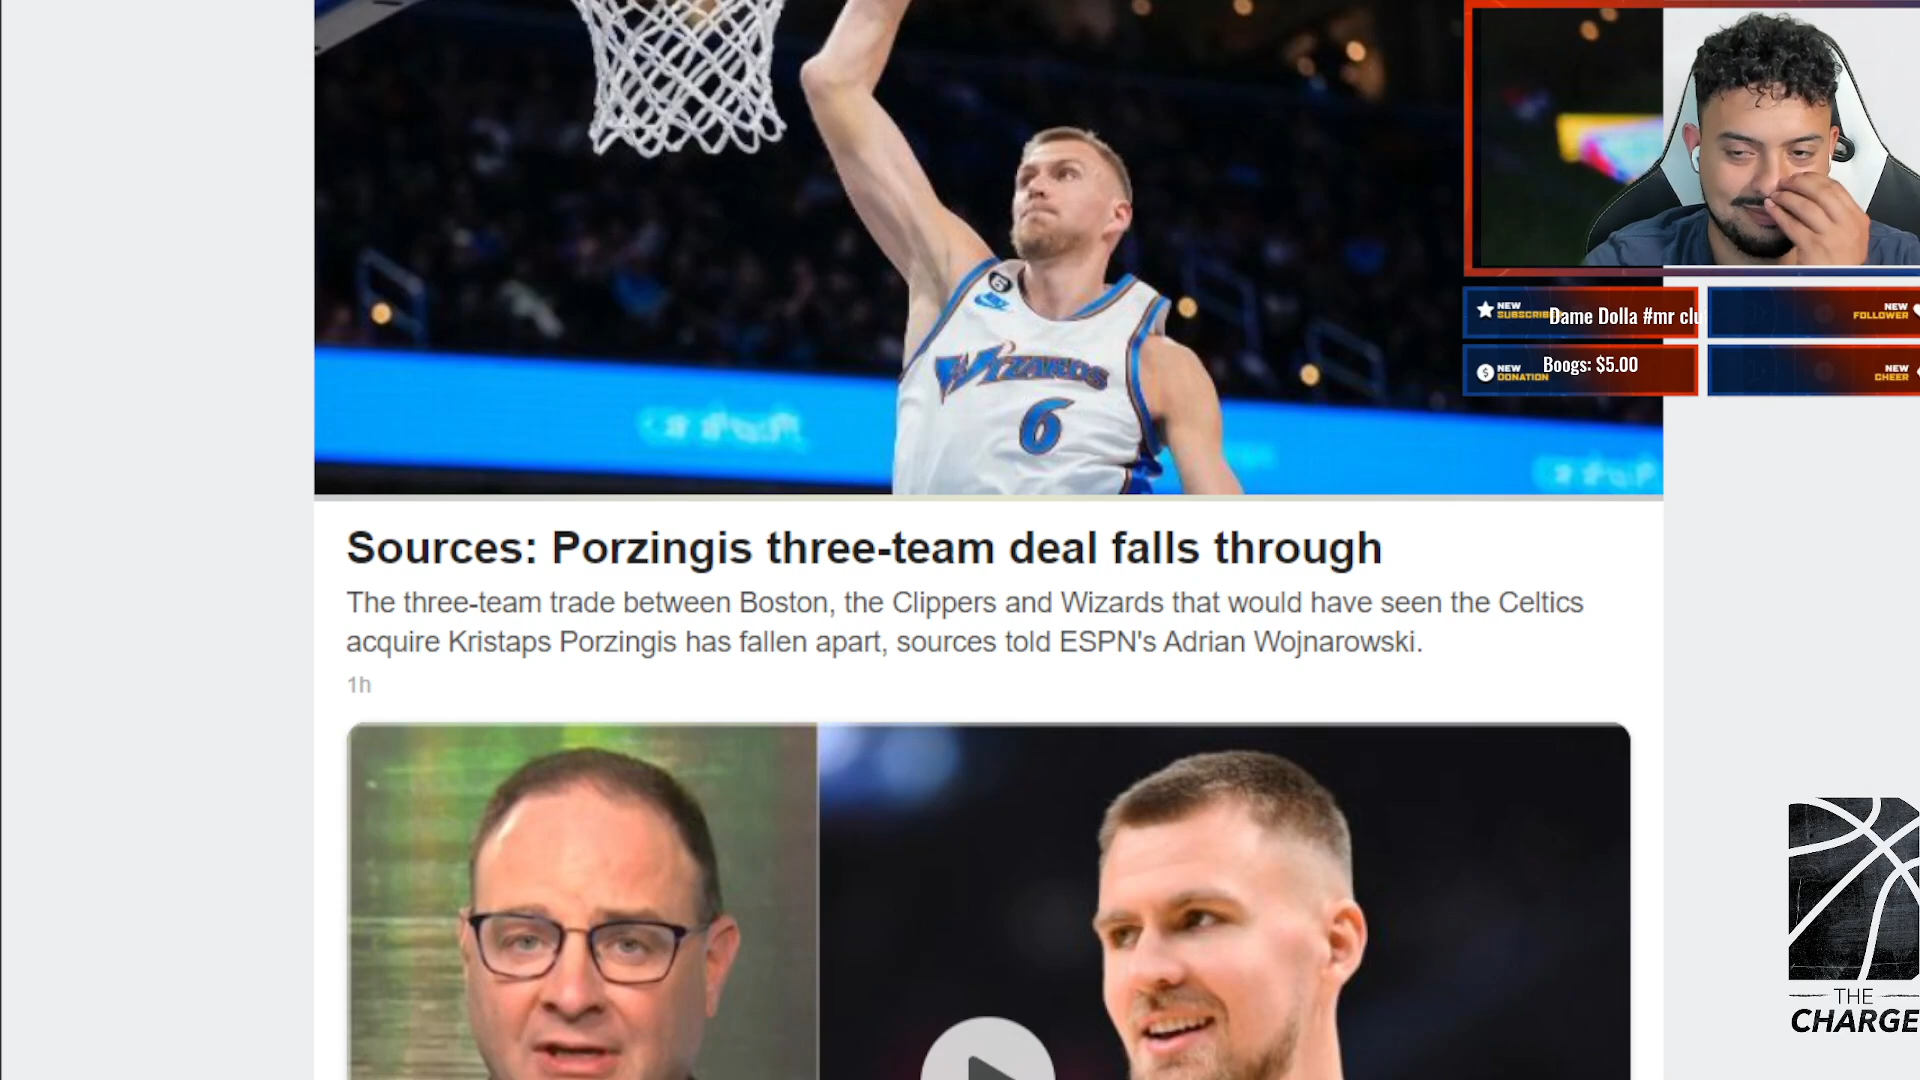 WIZARDS
6
6
Sources: Porzingis three-team deal falls through
The three-team trade between Boston, the Clippers and Wizards that would have seen the Celtics
acquire Kristaps Porzingis has fallen apart, sources told ESPN's Adrian Wojnarowski.
1h
NEW
Dame Dolla #mr clu
NEW
FOLLOWER
NEW
DONATION
Boogs: $5.00
NEW
CHEER
THE
CHARGE